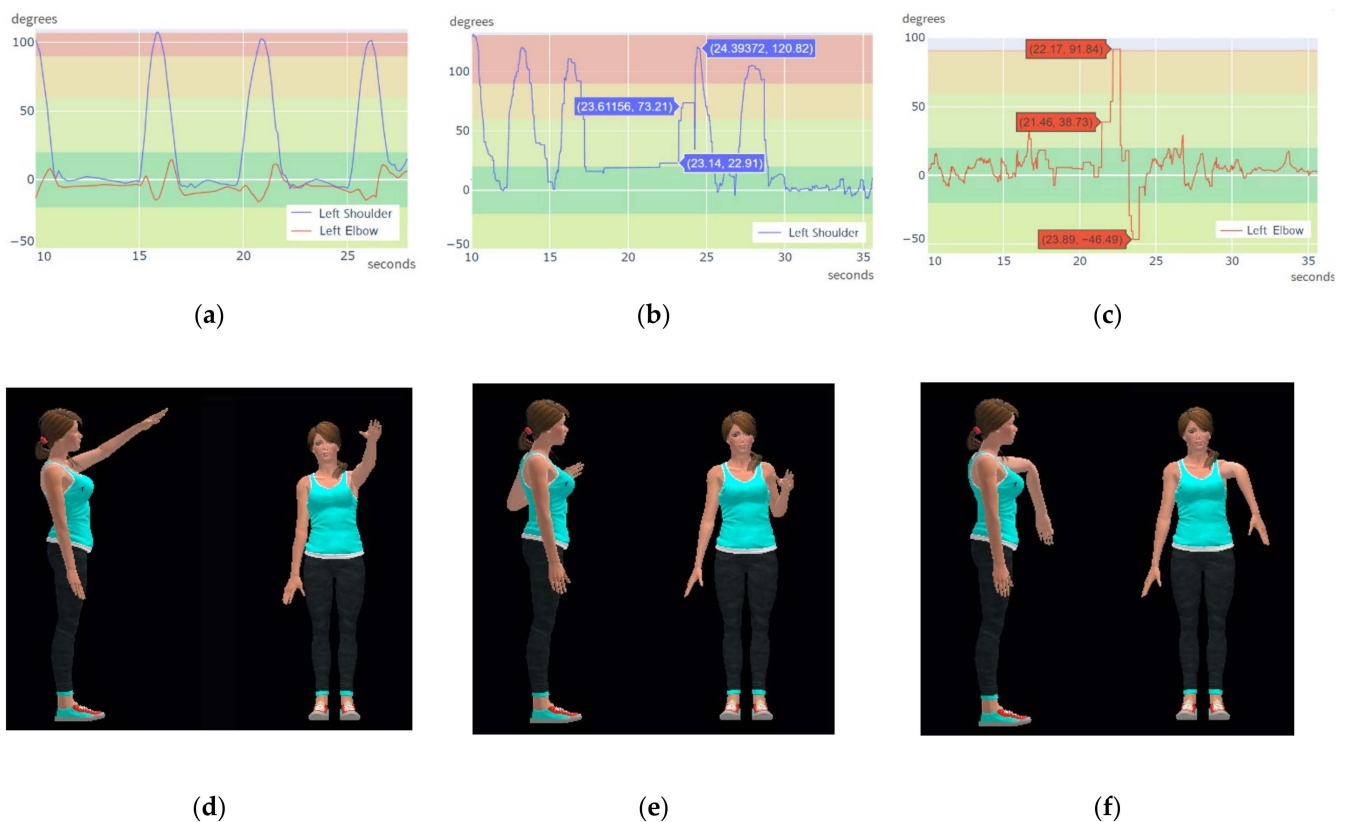 degrees
100
50
0
−50
10
15
20
25
seconds
Left Shoulder
Left Elbow
(a)
degrees
100
50
0
−50
10
15
20
25
30
35
seconds
(24.39372, 120.82)
(23.61156, 73.21)
(23.14, 22.91)
Left Shoulder
(b)
degrees
100
50
0
−50
10
15
20
25
30
35
seconds
(22.17, 91.84)
(21.46, 38.73)
(23.89, −46.49)
Left Elbow
(c)
(d)
(e)
(f)